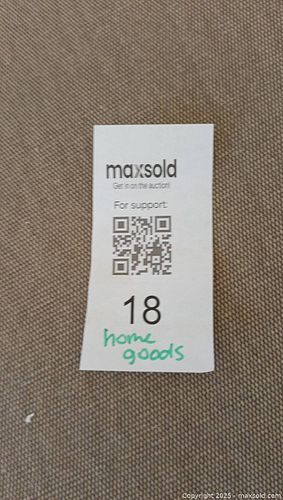 maxsold
Get in on the auction!
For support:
18
home
goods
Copyright 2025 - maxsold.com